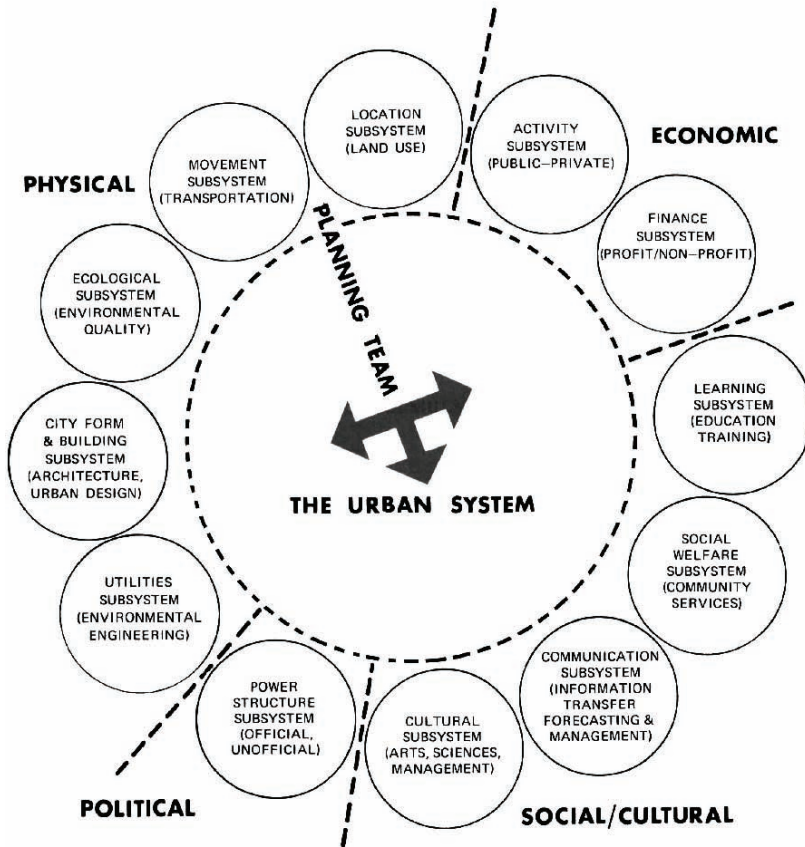 LOCATION
SUBSYSTEM
(LAND USE)
ACTIVITY
SUBSYSTEM
(PUBLIC–PRIVATE)
ECONOMIC
FINANCE
SUBSYSTEM
(PROFIT/NON–PROFIT)
LEARNING
SUBSYSTEM
(EDUCATION
TRAINING)
SOCIAL
WELFARE
SUBSYSTEM
(COMMUNITY
SERVICES)
COMMUNICATION
SUBSYSTEM
(INFORMATION
TRANSFER
FORECASTING &
MANAGEMENT)
SOCIAL/CULTURAL
CULTURAL
SUBSYSTEM
(ARTS, SCIENCES,
MANAGEMENT)
POWER
STRUCTURE
SUBSYSTEM
(OFFICIAL,
UNOFFICIAL)
POLITICAL
UTILITIES
SUBSYSTEM
(ENVIRONMENTAL
ENGINEERING)
CITY FORM
& BUILDING
SUBSYSTEM
(ARCHITECTURE,
URBAN DESIGN)
ECOLOGICAL
SUBSYSTEM
(ENVIRONMENTAL
QUALITY)
PHYSICAL
MOVEMENT
SUBSYSTEM
(TRANSPORTATION)
PLANNING TEAM
THE URBAN SYSTEM